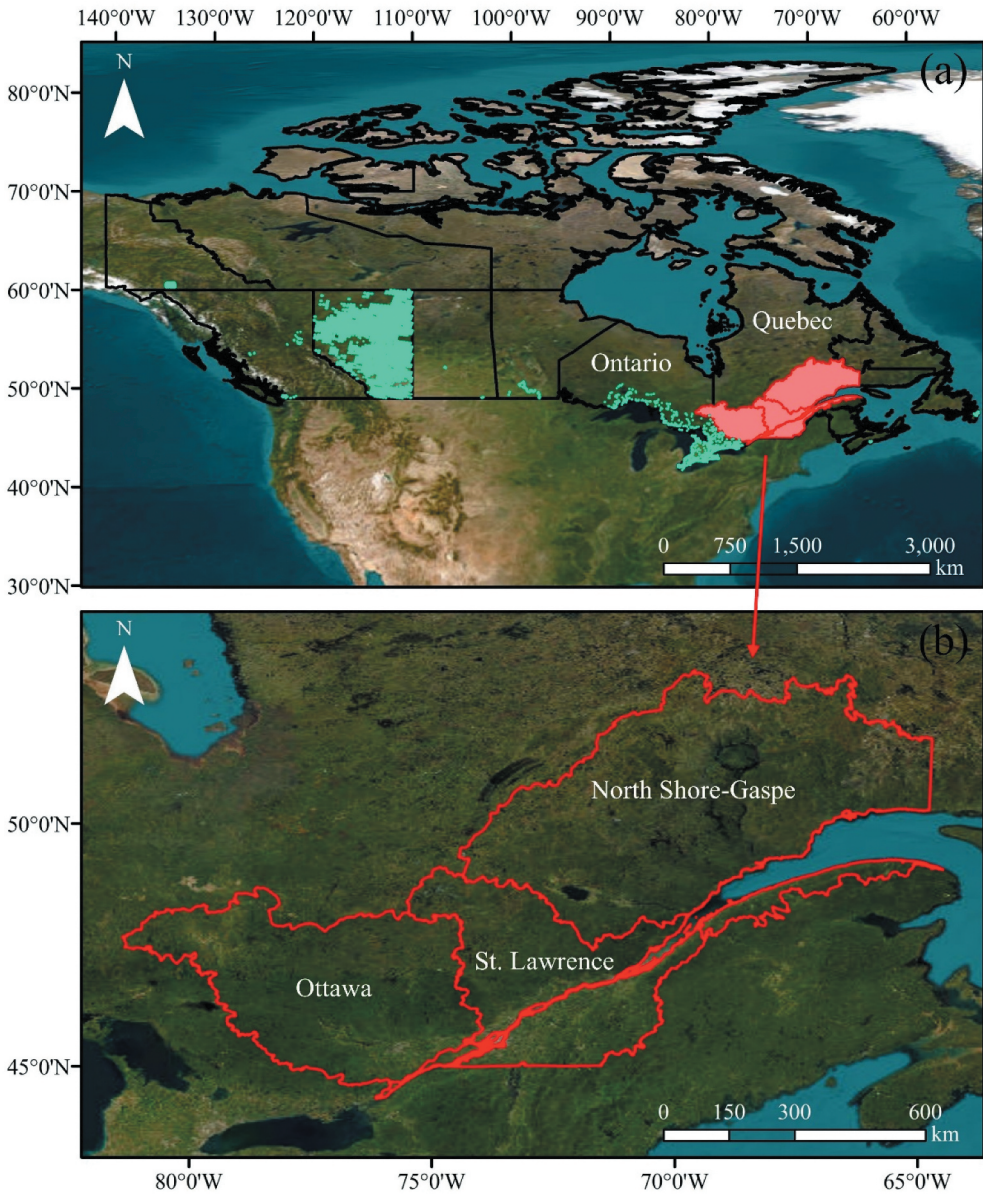 140°0'W 120°0'W 110°0'W 100°0'W 90°0'W 80°0'W 70°0'W 60°0'W
(a)
N
80°0'N
70°0'N
60°0'N
50°0'N
40°0'N
30°0'N
Quebec
Ontario
0 750 1,500 3,000
km
(b)
N
North Shore-Gaspe
50°0'N
St. Lawrence
Ottawa
45°0'N
0 150 300 600
km
80°0'W 75°0'W 70°0'W 65°0'W